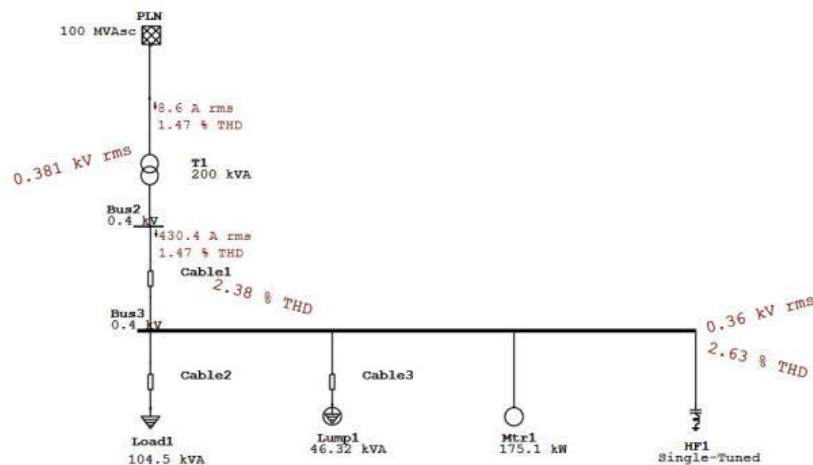 PLN
100 MVAsc
8.6 A rms
1.47 % THD
0.381 kV rms
T1
200 kVA
Bus2
0.4 kV
430.4 A rms
1.47 % THD
Cable1
2.38 % THD
Bus3
0.4 kV
0.36 kV rms
2.63 % THD
Cable2
Cable3
Load1
104.5 kVA
Lump1
46.32 kVA
Mtr1
175.1 kW
HF1
Single-Tuned